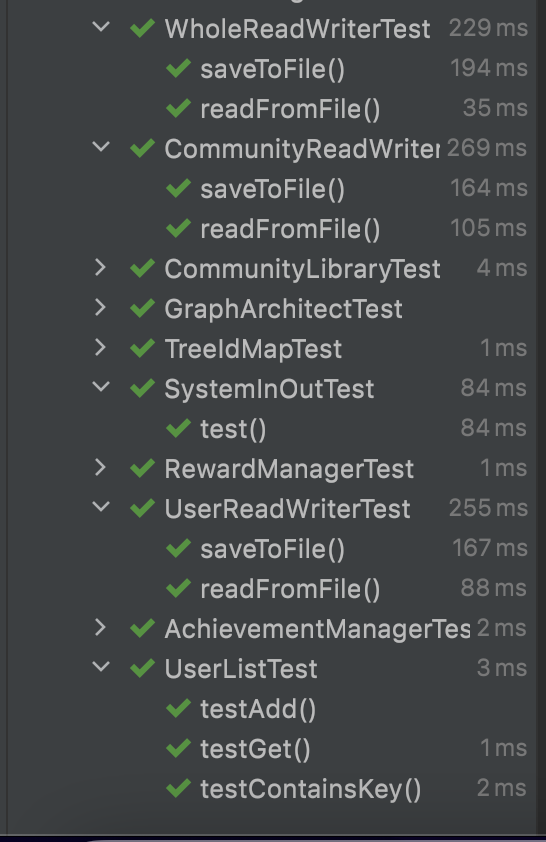 WholeReadWriterTest 229 ms
saveToFile() 194 ms
readFromFile() 35 ms
CommunityReadWriter 269 ms
saveToFile() 164 ms
readFromFile() 105 ms
CommunityLibraryTest 4 ms
GraphArchitectTest
TreeIdMapTest 1 ms
SystemInOutTest 84 ms
test() 84 ms
RewardManagerTest 1 ms
UserReadWriterTest 255 ms
saveToFile() 167 ms
readFromFile() 88 ms
AchievementManagerTes 2 ms
UserListTest 3 ms
testAdd()
testGet() 1 ms
testContainsKey() 2 ms